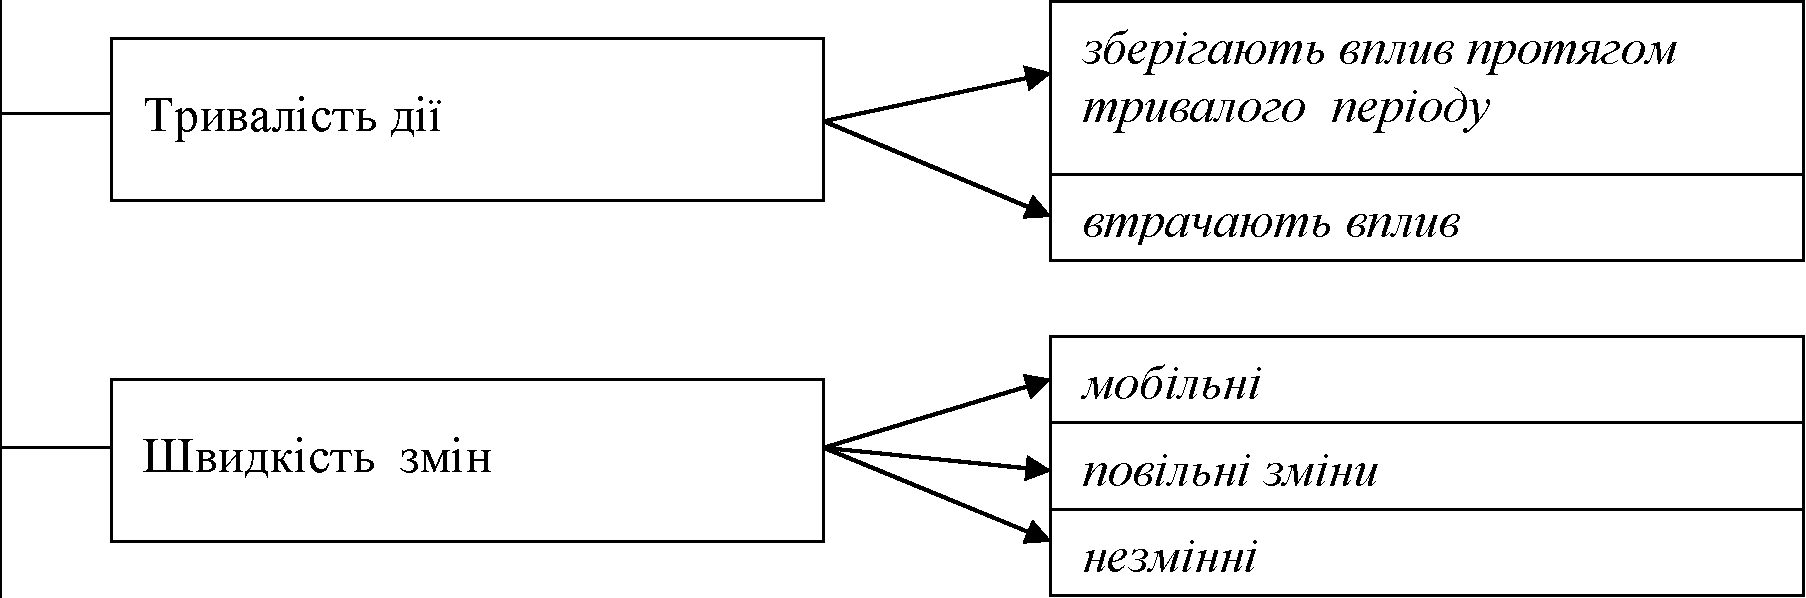 Тривалість дії
зберігають вплив протягом
тривалого періоду
втрачають вплив
Швидкість змін
мобільні
повільні зміни
незмінні